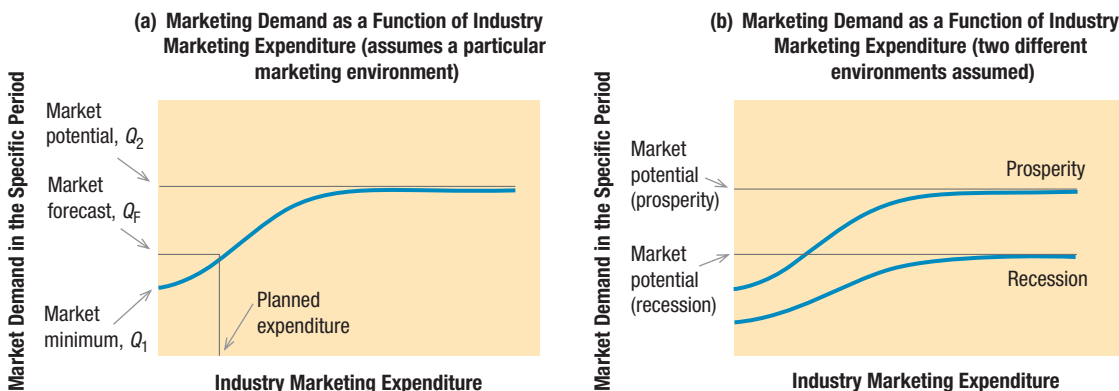 (a) Marketing Demand as a Function of Industry
Marketing Expenditure (assumes a particular
marketing environment)
Market Demand in the Specific Period
Market
potential, Q2
Market
forecast, QF
Market
minimum, Q1
Planned
expenditure
Industry Marketing Expenditure
(b) Marketing Demand as a Function of Industry
Marketing Expenditure (two different
environments assumed)
Market Demand in the Specific Period
Market
potential
(prosperity)
Prosperity
Market
potential
(recession)
Recession
Industry Marketing Expenditure